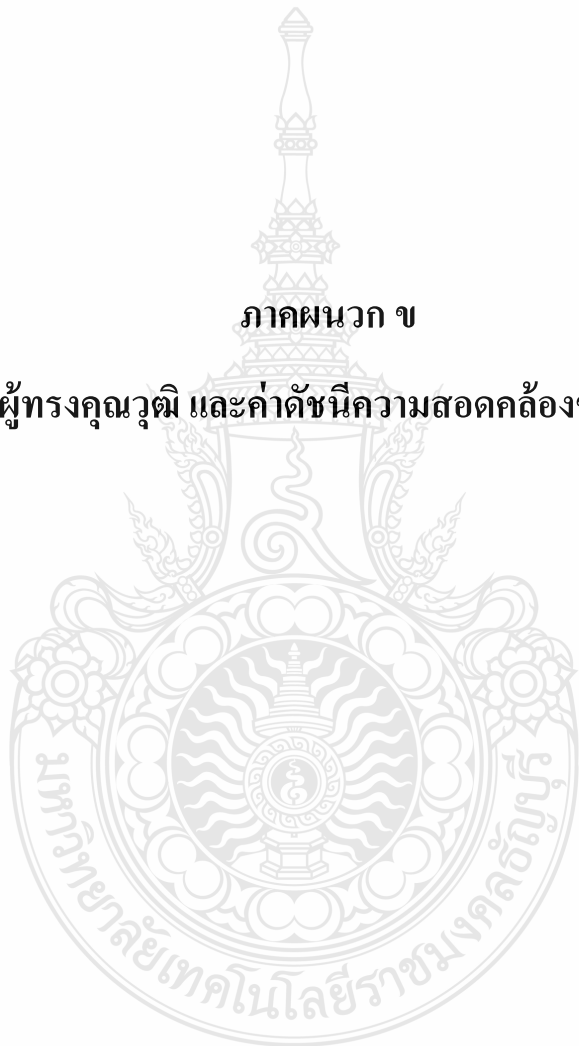 ภาคผนวก ข
ผู้ทรงคุณวุฒิ และค่าดัชนีความสอดคล้อง
มหาวิทยาลัยเทคโนโลยีราชมงคลธัญบุรี